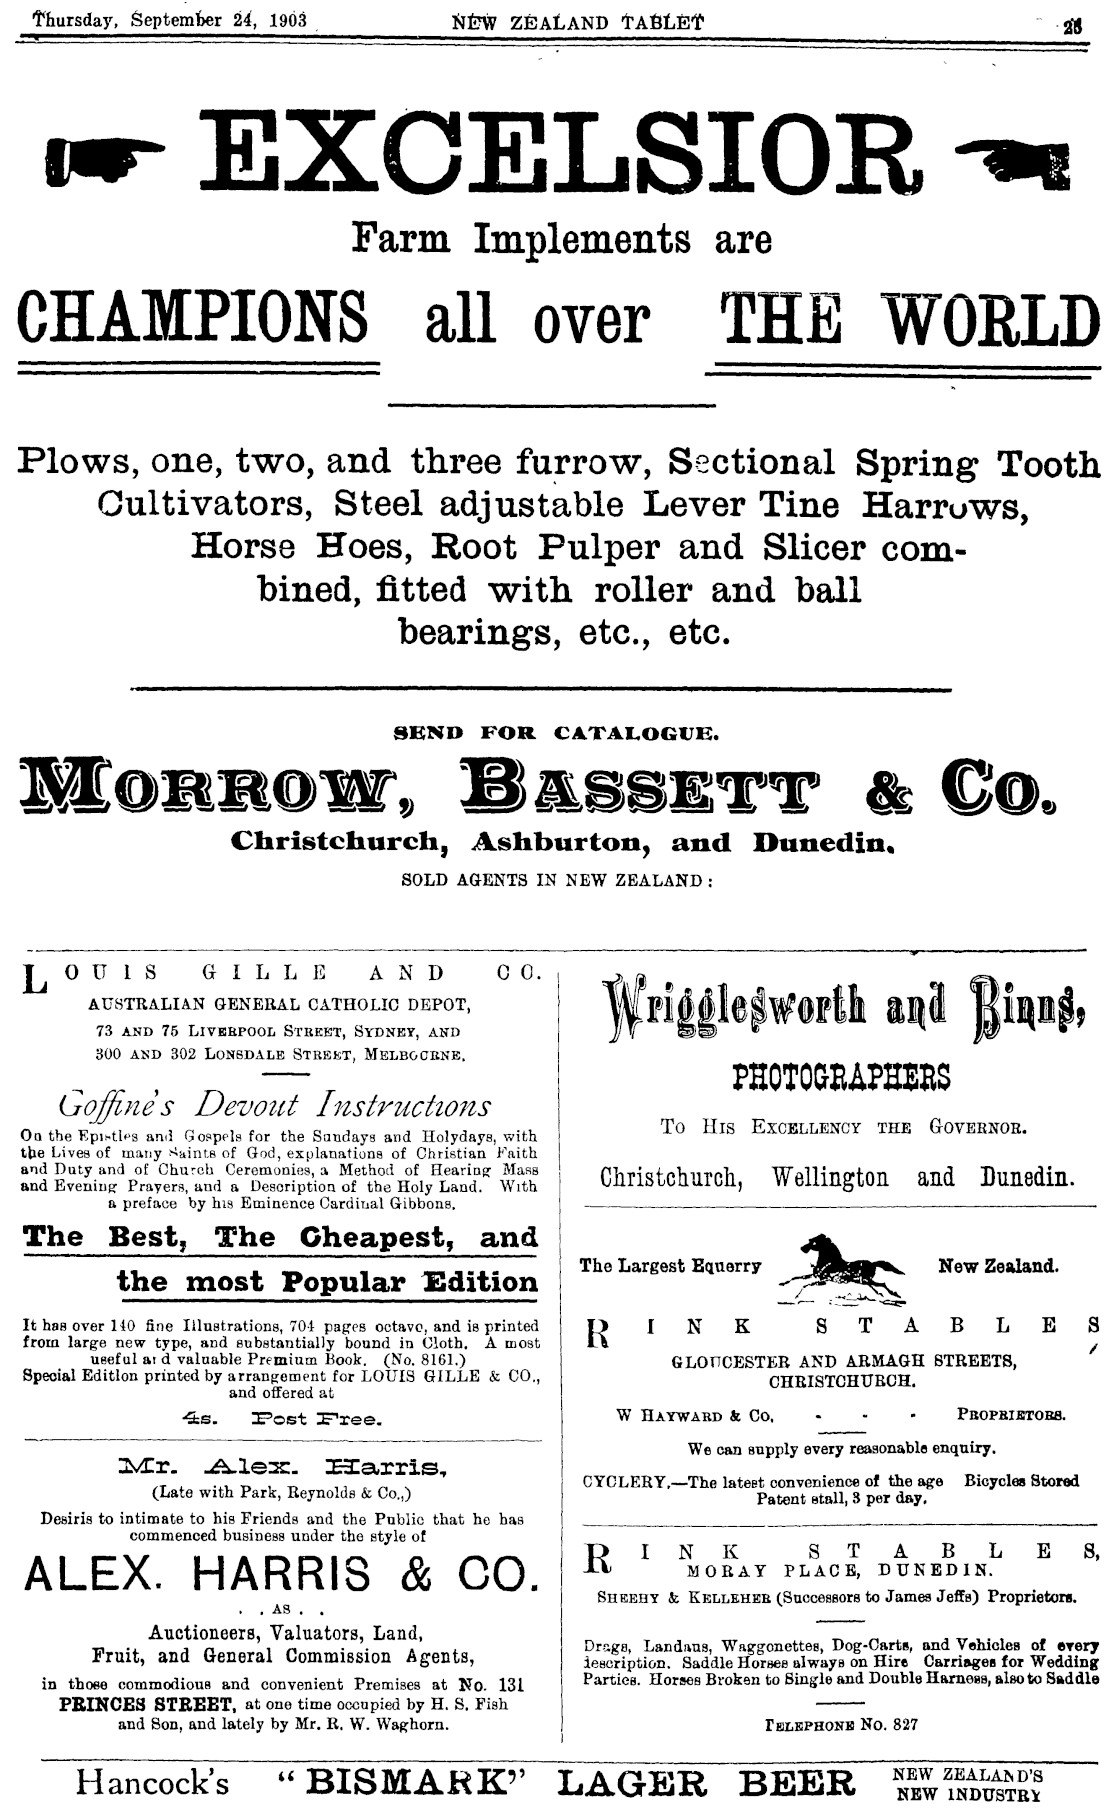 Thursday, September 24, 1903 NEW ZEALAND TABLET
EXCELSIOR
Farm Implements are
CHAMPIONS all over THE WORLD
Plows, one, two, and three furrow, Sectional Spring Tooth
Cultivators, Steel adjustable Lever Tine Harrows,
Horse Hoes, Root Pulper and Slicer com-
bined, fitted with roller and ball
bearings, etc., etc.
SEND FOR CATALOGUE.
MORROW, BASSETT & CO.
Christchurch, Ashburton, and Dunedin.
SOLD AGENTS IN NEW ZEALAND:
LOUIS GILLE AND CO.
AUSTRALIAN GENERAL CATHOLIC DEPOT,
73 AND 75 LIVERPOOL STREET, SYDNEY, AND
300 AND 302 LONSDALE STREET, MELBOURNE.
Goffine's Devout Instructions
On the Epistles and Gospels for the Sundays and Holydays, with
the Lives of many Saints of God, explanations of Christian Faith
and Duty and of Church Ceremonies, a Method of Hearing Mass
and Evening Prayers, and a Description of the Holy Land. With
a preface by his Eminence Cardinal Gibbons.
The Best, The Cheapest, and
the most Popular Edition
It has over 140 fine Illustrations, 704 pages octavo, and is printed
from large new type, and substantially bound in Cloth. A most
useful and valuable Premium Book. (No. 8161.)
Special Edition printed by arrangement for LOUIS GILLE & CO.,
and offered at
4s. Post Free.
Mr. Alex. Harris,
(Late with Park, Reynolds & Co.,)
Desiris to intimate to his Friends and the Public that he has
commenced business under the style of
ALEX. HARRIS & CO.
. . AS . .
Auctioneers, Valuators, Land,
Fruit, and General Commission Agents,
in those commodious and convenient Premises at No. 131
PRINCES STREET, at one time occupied by H. S. Fish
and Son, and lately by Mr. R. W. Waghorn.
Wrigglesworth and Binns,
PHOTOGRAPHERS
TO HIS EXCELLENCY THE GOVERNOR.
Christchurch, Wellington and Dunedin.
The Largest Equerry New Zealand.
RINK STABLES
GLOUCESTER AND ARMAGH STREETS,
CHRISTCHURCH.
W HAYWARD & CO. - - - PROPRIETORS.
We can supply every reasonable enquiry.
CYCLERY.—The latest convenience of the age Bicycles Stored
Patent stall, 3 per day.
RINK STABLES,
MORAY PLACE, DUNEDIN.
SHEEHY & KELLEHER (Successors to James Jeffs) Proprietors.
Drags, Landaus, Waggonettes, Dog-Carts, and Vehicles of every
description. Saddle Horses always on Hire Carriages for Wedding
Parties. Horses Broken to Single and Double Harness, also to Saddle
TELEPHONE NO. 827
Hancock's "BISMARK" LAGER BEER NEW ZEALAND'S
NEW INDUSTRY